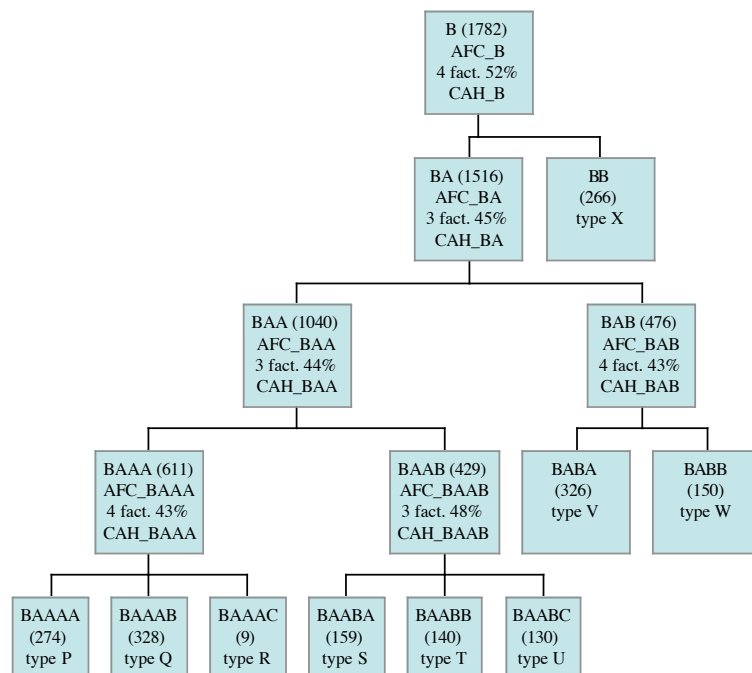 B (1782)
AFC_B
4 fact. 52%
CAH_B
BA (1516)
AFC_BA
3 fact. 45%
CAH_BA
BB
(266)
type X
BAA (1040)
AFC_BAA
3 fact. 44%
CAH_BAA
BAB (476)
AFC_BAB
4 fact. 43%
CAH_BAB
BAAA (611)
AFC_BAAA
4 fact. 43%
CAH_BAAA
BAAB (429)
AFC_BAAB
3 fact. 48%
CAH_BAAB
BABA
(326)
type V
BABB
(150)
type W
BAAAA
(274)
type P
BAAAB
(328)
type Q
BAAAC
(9)
type R
BAABA
(159)
type S
BAABB
(140)
type T
BAABC
(130)
type U